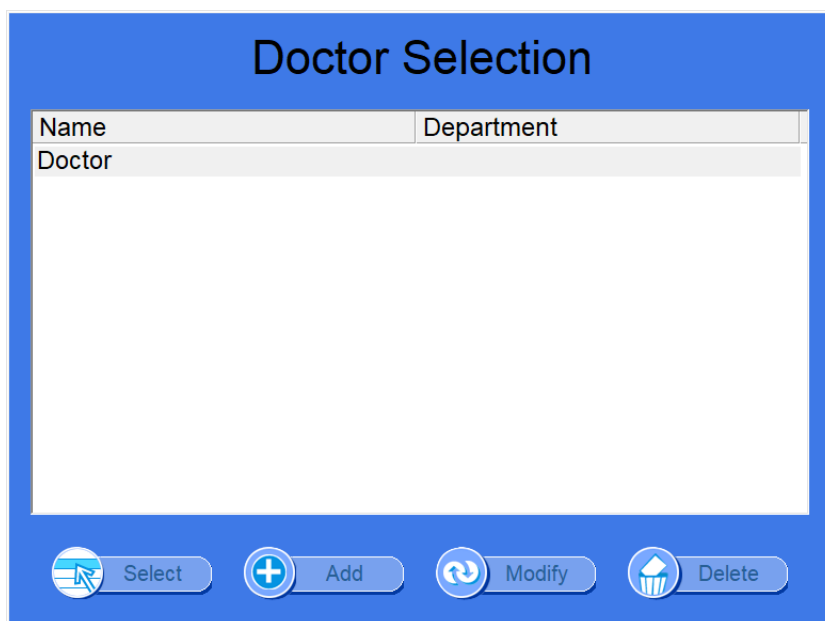 Doctor Selection
Name Department
Doctor
Select Add Modify Delete